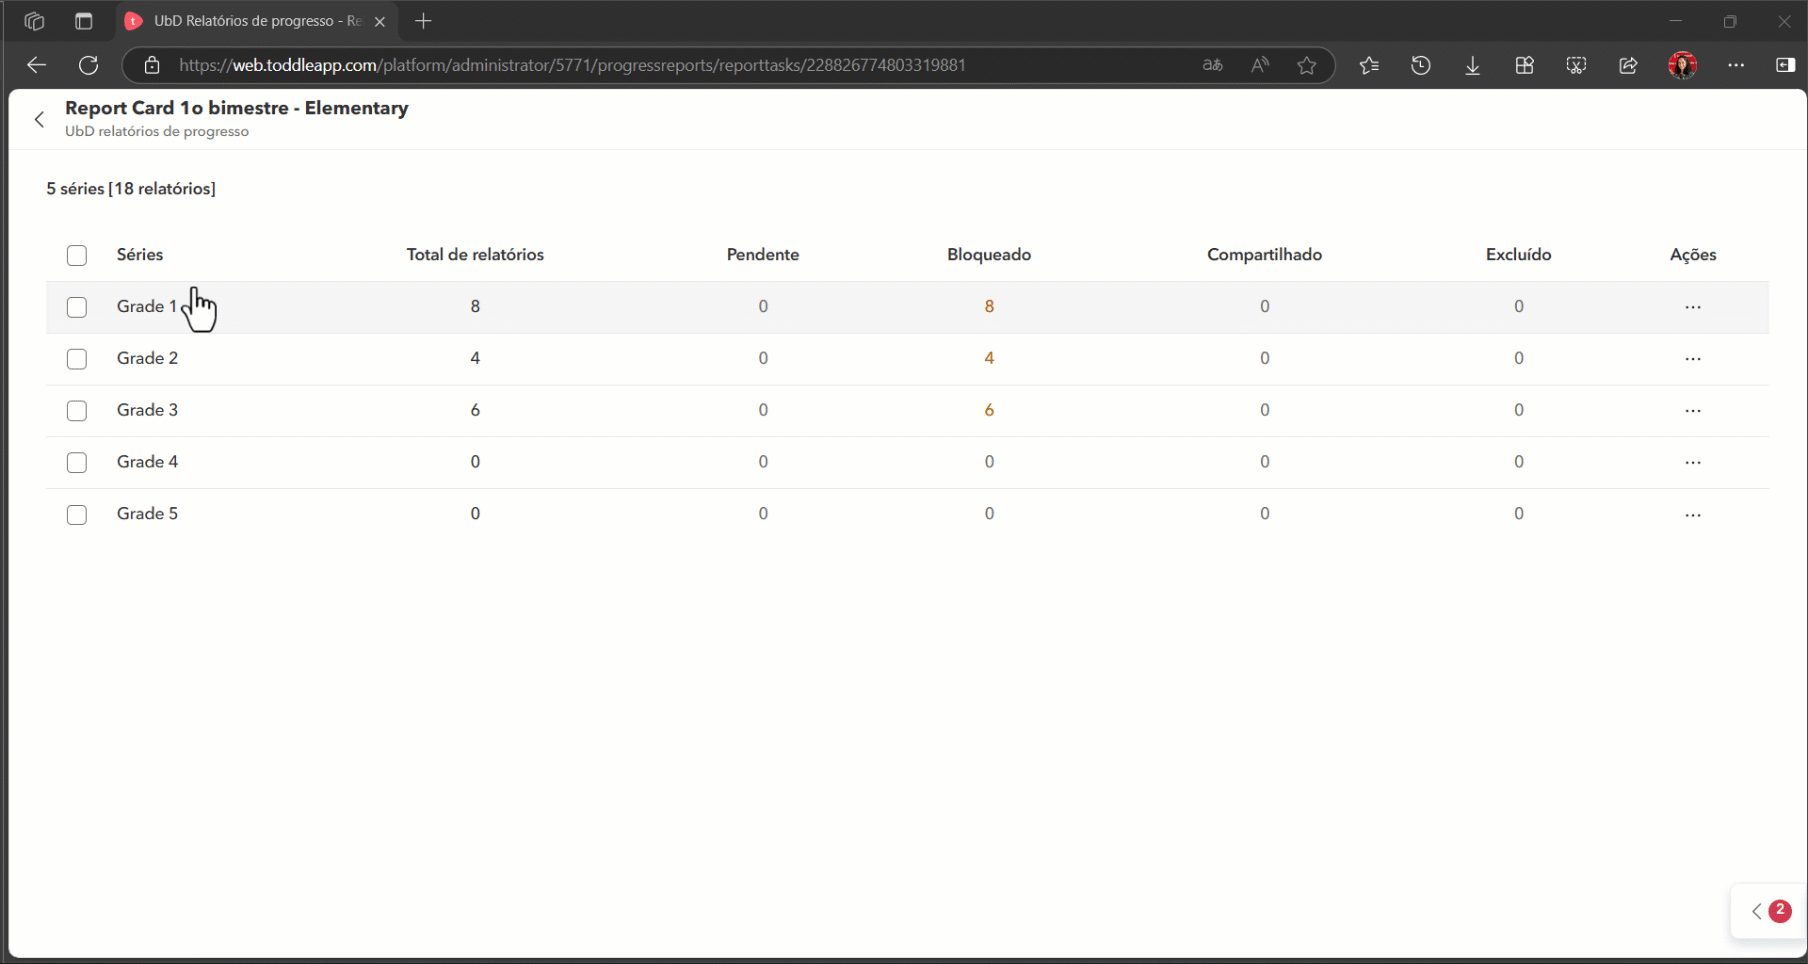 UbD Relatórios de progresso - Re
https://web.toddleapp.com/platform/administrator/5771/progressreports/reporttasks/228826774803319881
Report Card 1o bimestre - Elementary
UbD relatórios de progresso
5 séries [18 relatórios]
Séries Total de relatórios Pendente Bloqueado Compartilhado Excluído Ações
Grade 1 8 0 8 0 0 ...
Grade 2 4 0 4 0 0 ...
Grade 3 6 0 6 0 0 ...
Grade 4 0 0 0 0 0 ...
Grade 5 0 0 0 0 0 ...
2